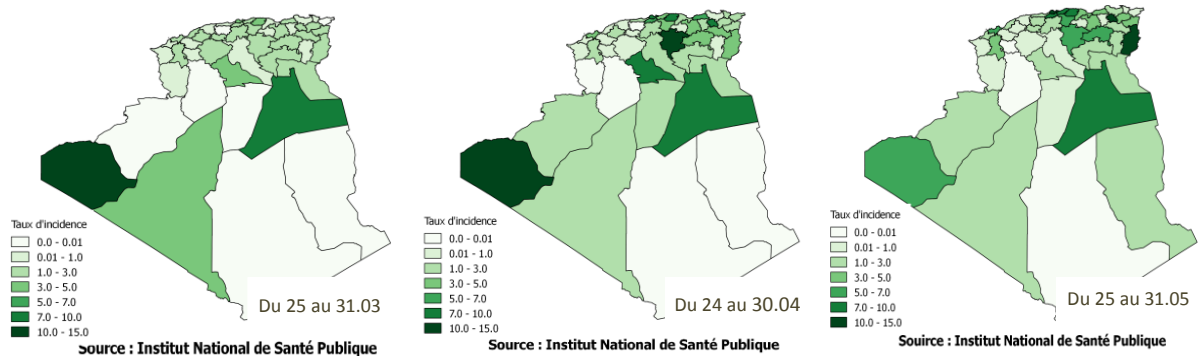 Taux d'incidence
0.0 - 0.01
0.01 - 1.0
1.0 - 3.0
3.0 - 5.0
5.0 - 7.0
7.0 - 10.0
10.0 - 15.0
Du 25 au 31.03
Source : Institut National de Santé Publique
Taux d'incidence
0.0 - 0.01
0.01 - 1.0
1.0 - 3.0
3.0 - 5.0
5.0 - 7.0
7.0 - 10.0
10.0 - 15.0
Du 24 au 30.04
Source : Institut National de Santé Publique
Taux d'incidence
0.0 - 0.01
0.01 - 1.0
1.0 - 3.0
3.0 - 5.0
5.0 - 7.0
7.0 - 10.0
10.0 - 15.0
Du 25 au 31.05
Source : Institut National de Santé Publique